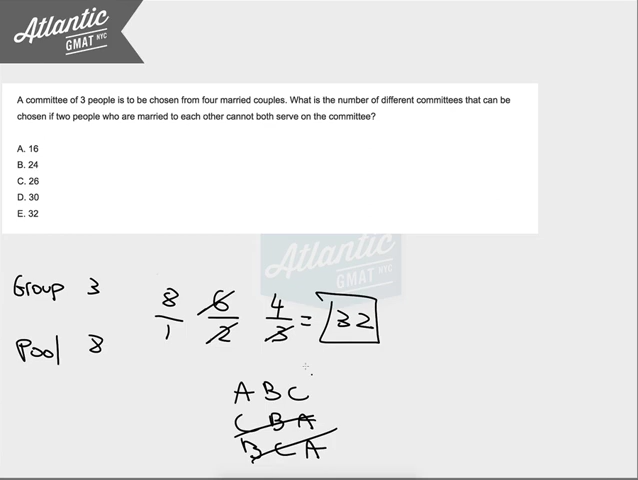 Atlantic
GMAT NYC
A committee of 3 people is to be chosen from four married couples. What is the number of different committees that can be
chosen if two people who are married to each other cannot both serve on the committee?
A. 16
B. 24
C. 26
D. 30
E. 32
Atlantic
GMAT NYC
Group 3
8/1 6/2 4/3 = 32
Pool 8
A B C
C B A
B C A